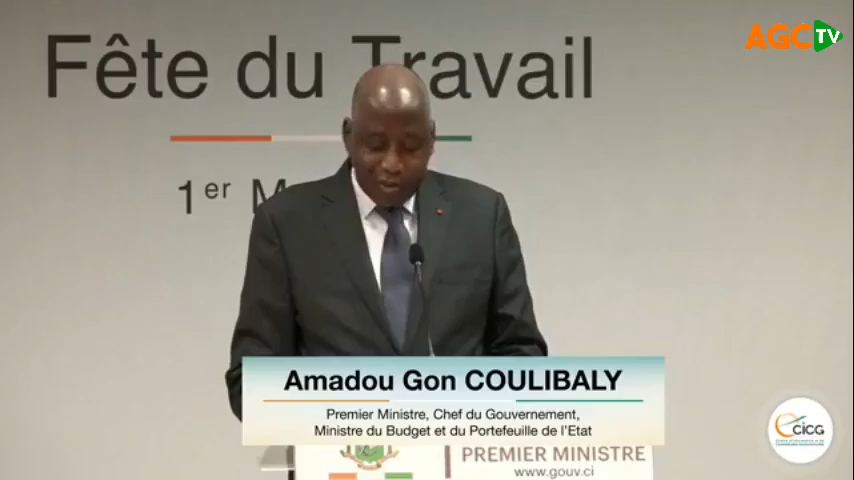 AGC TV
Fête du Travail
1er M
Amadou Gon COULIBALY
Premier Ministre, Chef du Gouvernement,
Ministre du Budget et du Portefeuille de l'Etat
PREMIER MINISTRE
www.gouv.ci
CICG